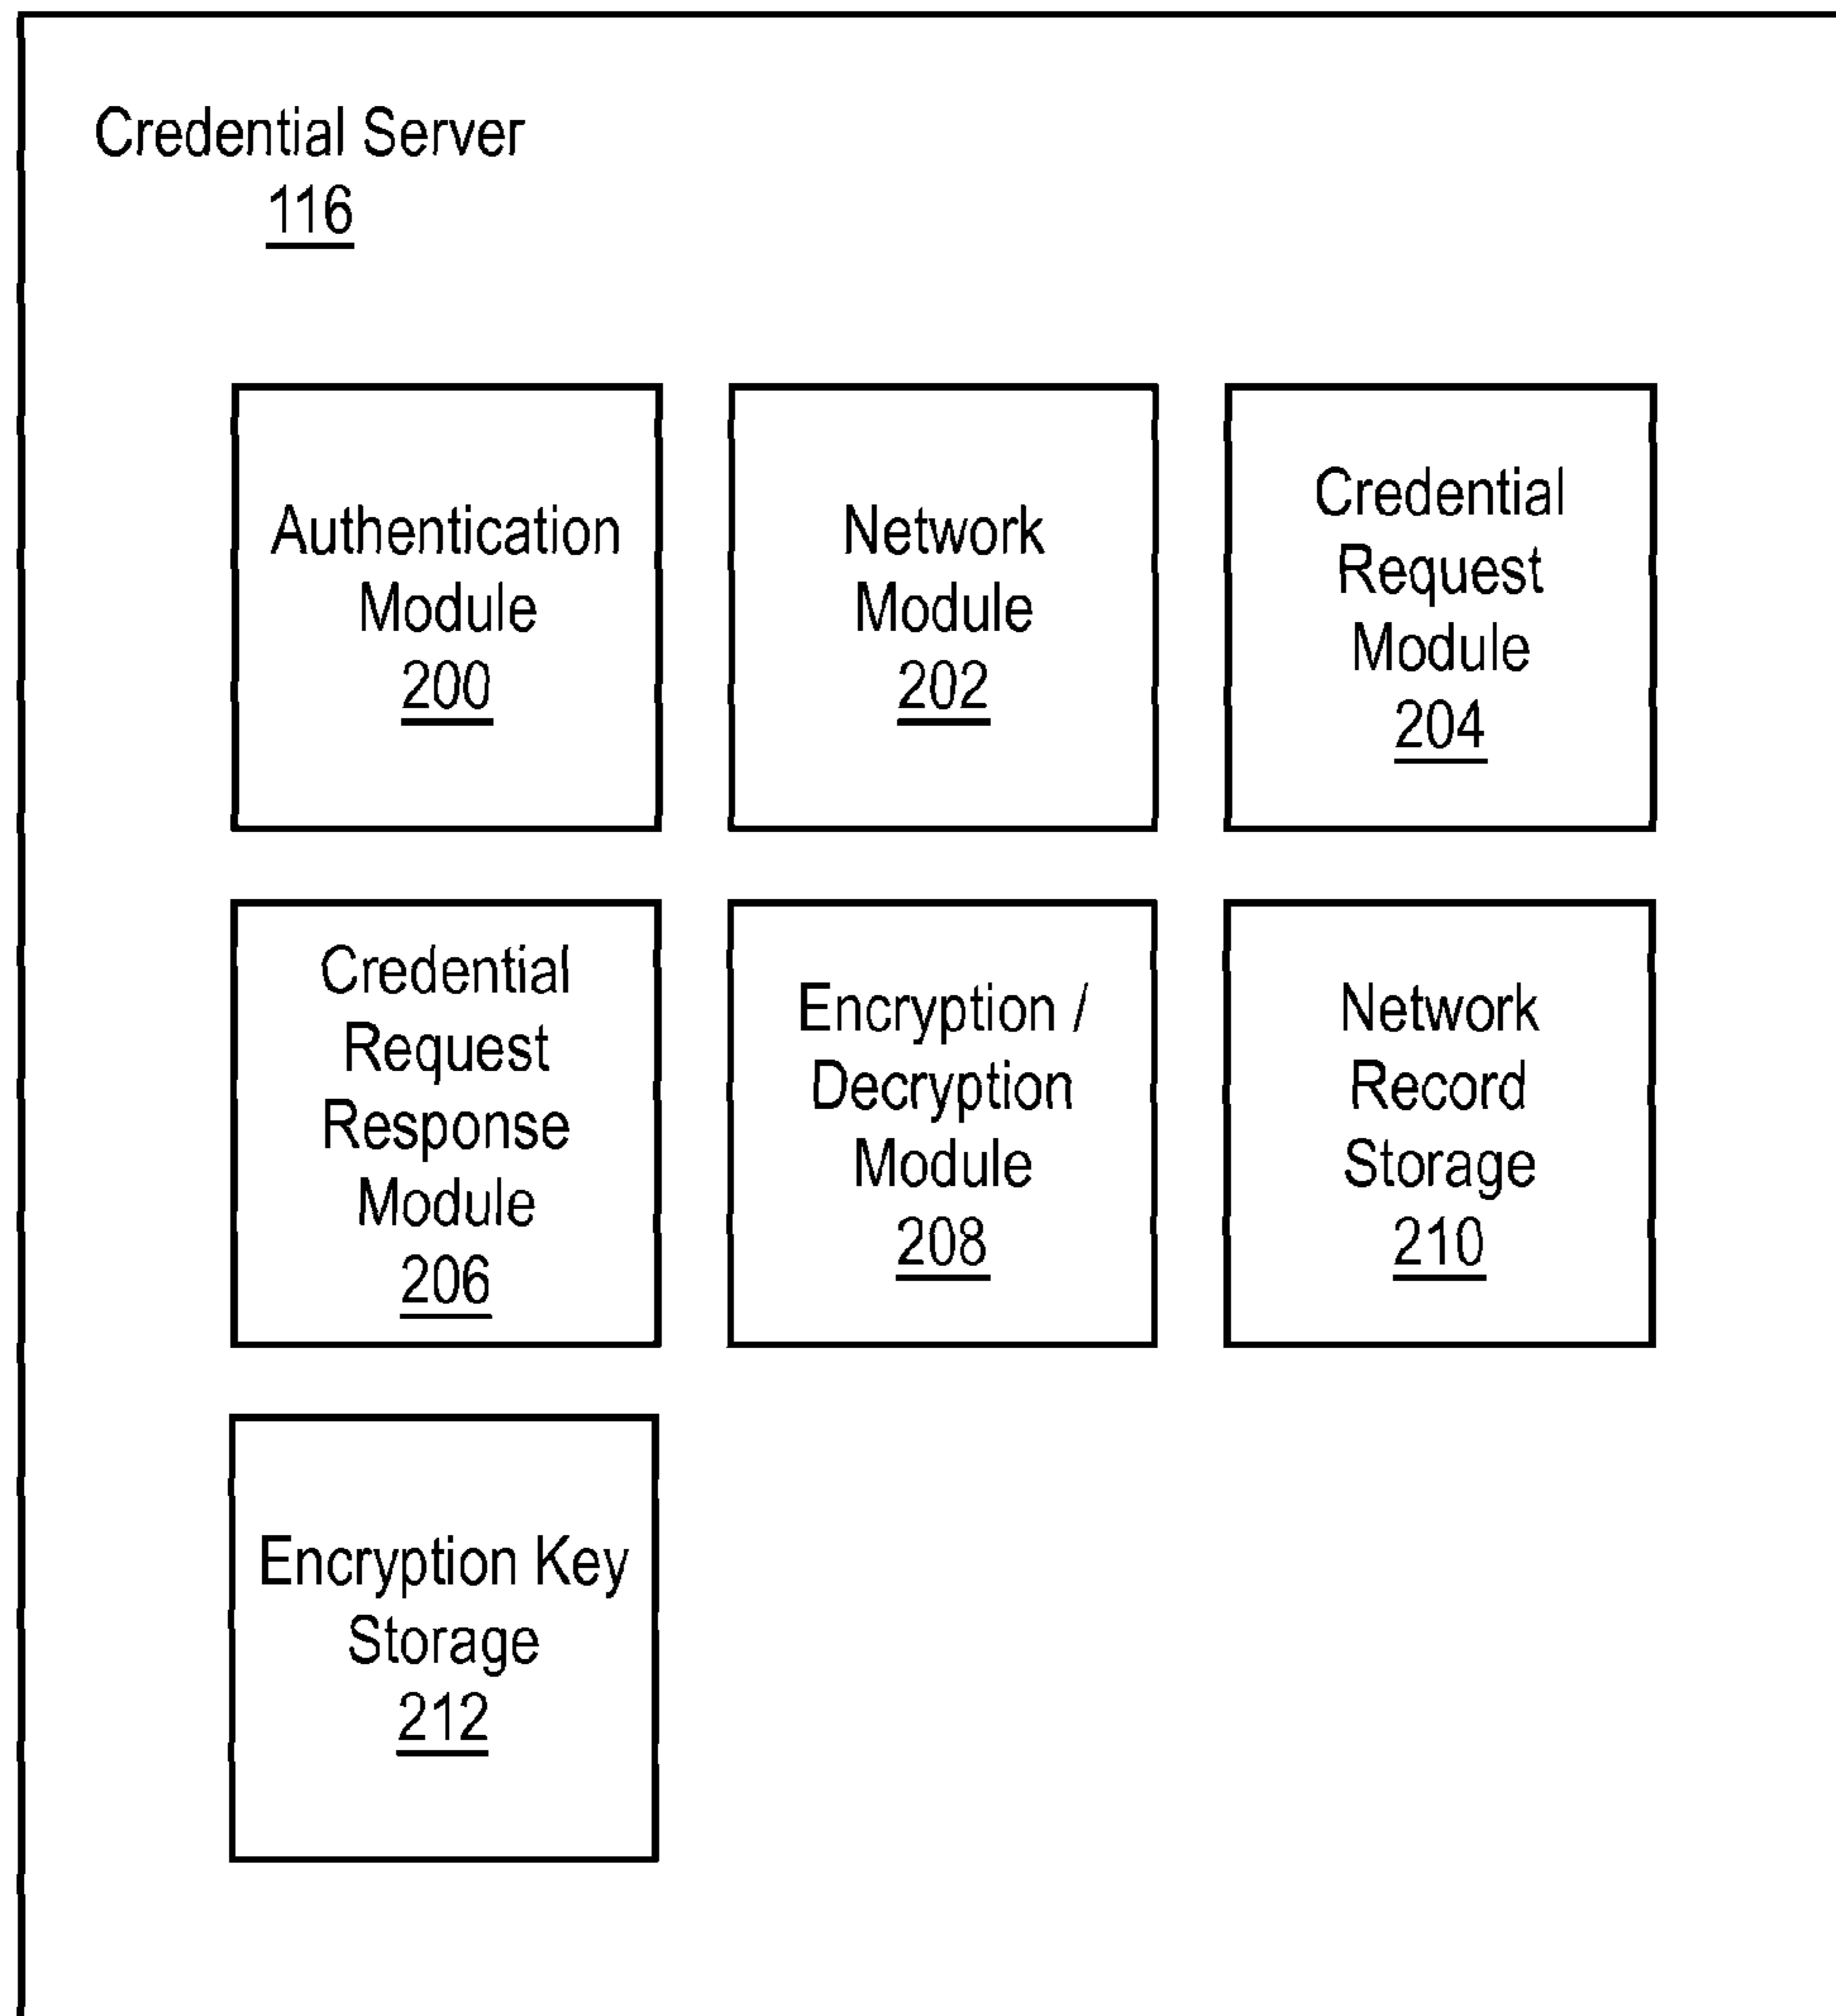 Credential Server
116
Authentication
Module
200
Network
Module
202
Credential
Request
Module
204
Credential
Request
Response
Module
206
Encryption /
Decryption
Module
208
Network
Record
Storage
210
Encryption Key
Storage
212